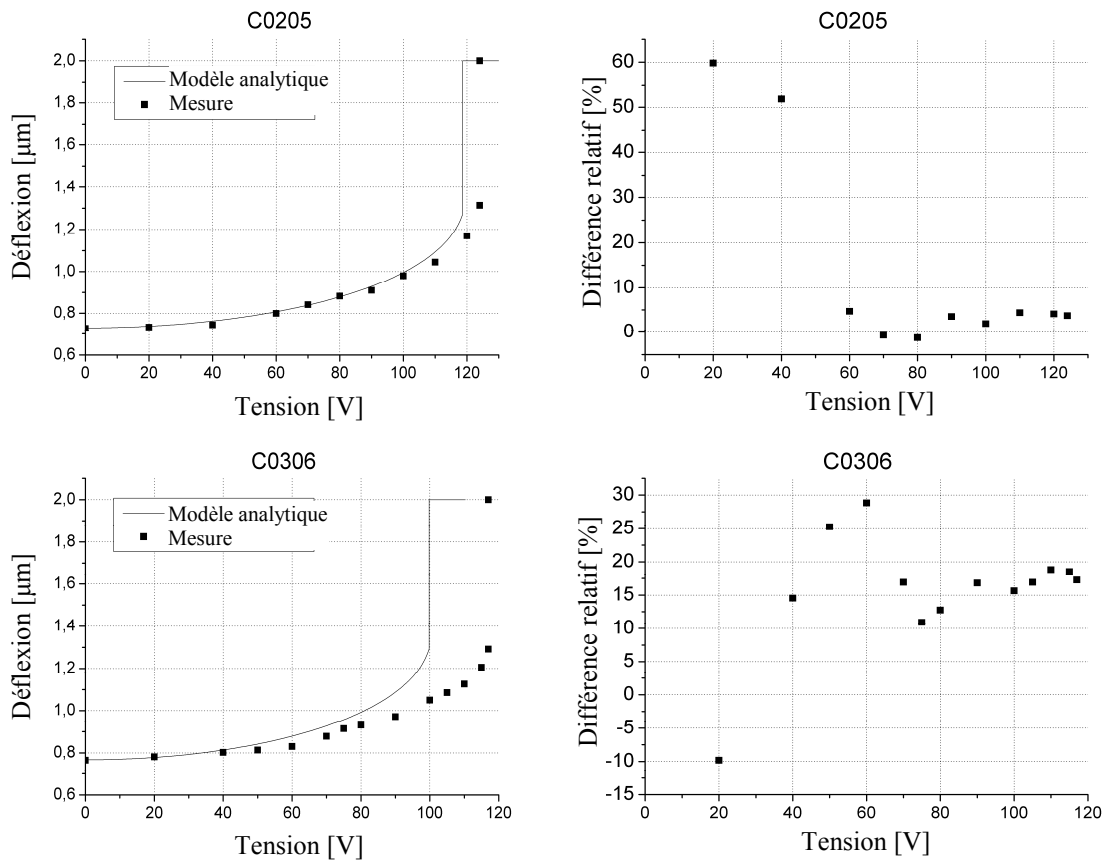 C0205
2,0
1,8
1,6
1,4
1,2
1,0
0,8
0,6
Déflexion [µm]
Modèle analytique
Mesure
0 20 40 60 80 100 120
Tension [V]
60
50
40
30
20
10
0
Différence relatif [%]
0 20 40 60 80 100 120
Tension [V]
C0306
2,0
1,8
1,6
1,4
1,2
1,0
0,8
0,6
Déflexion [µm]
Modèle analytique
Mesure
0 20 40 60 80 100 120
Tension [V]
C0306
30
25
20
15
10
5
0
-5
-10
-15
Différence relatif [%]
0 20 40 60 80 100 120
Tension [V]